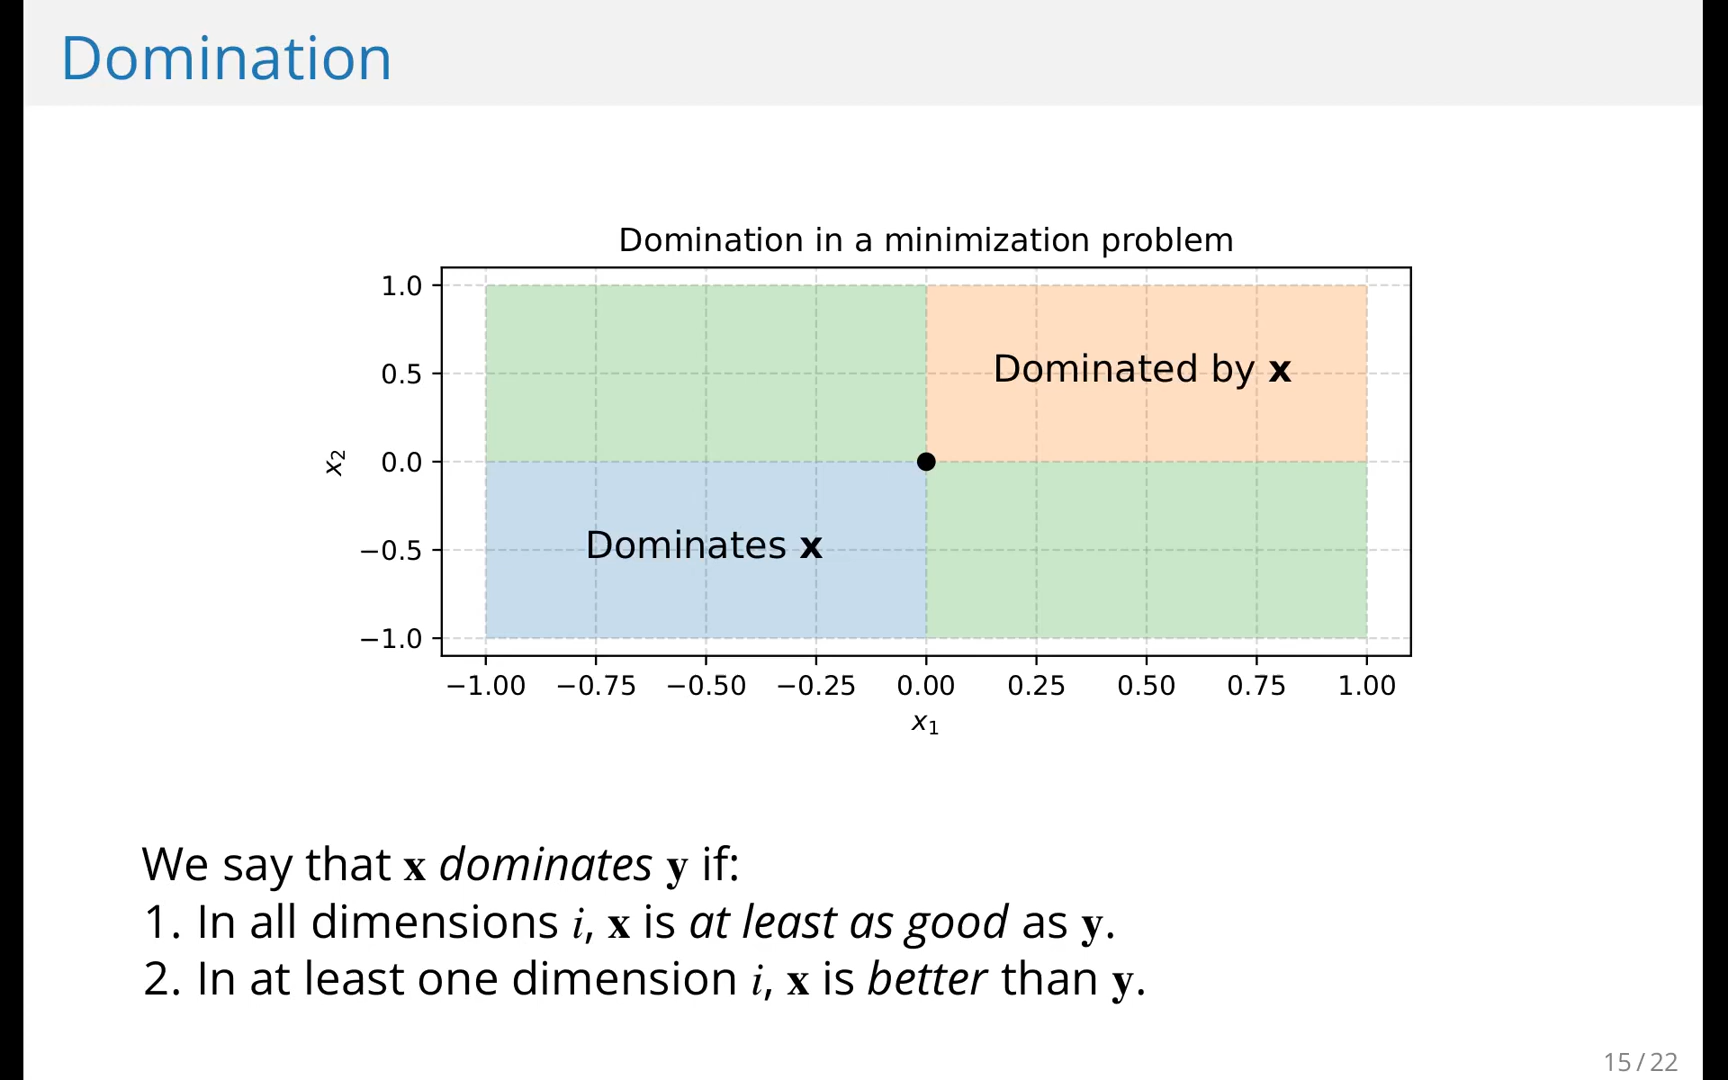 Domination
Domination in a minimization problem
1.0
0.5
0.0
−0.5
−1.0
x₂
Dominated by x
Dominates x
−1.00 −0.75 −0.50 −0.25 0.00 0.25 0.50 0.75 1.00
x₁
We say that x dominates y if:
1. In all dimensions i, x is at least as good as y.
2. In at least one dimension i, x is better than y.
15 / 22